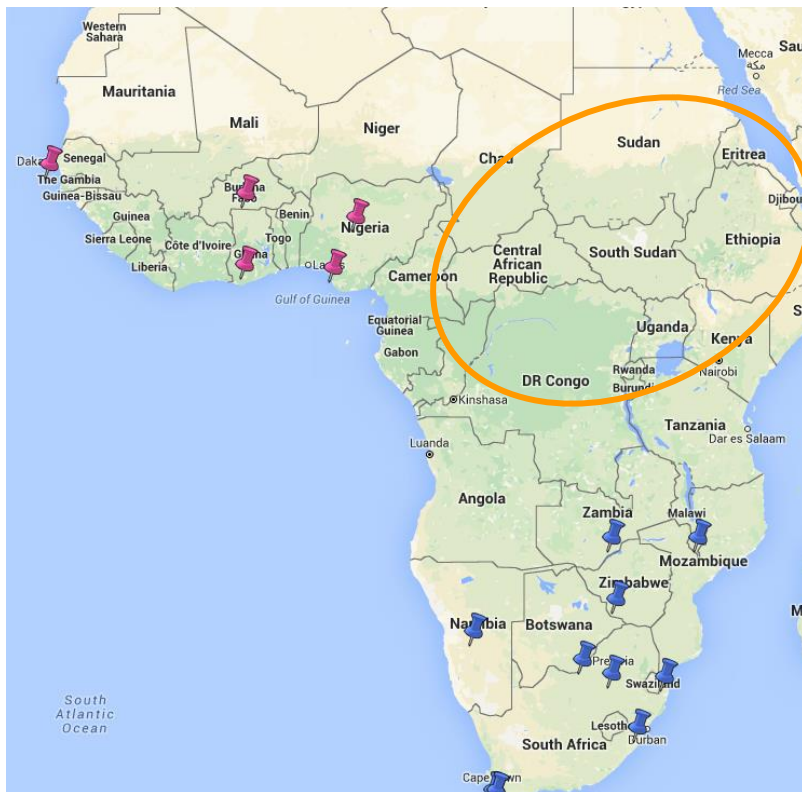 Western
Sahara
Mecca
مكة
Sau
Mauritania
Red Sea
Mali
Niger
Sudan
Chad
Eritrea
Senegal
The Gambia
Guinea-Bissau
Burkina
Faso
Djibou
Guinea
Benin
Nigeria
Sierra Leone
Côte d'Ivoire
Togo
Ghana
Liberia
Ethiopia
Central
African
Republic
South Sudan
Cameroon
Gulf of Guinea
S
Equatorial
Guinea
Uganda
Kenya
Gabon
Nairobi
Rwanda
DR Congo
Burundi
Kinshasa
Tanzania
Dar es Salaam
Luanda
Angola
Zambia
Malawi
Mozambique
Zimbabwe
M
Namibia
Botswana
Pretoria
Swaziland
South
Atlantic
Ocean
Lesotho
Durban
South Africa
Cape Town